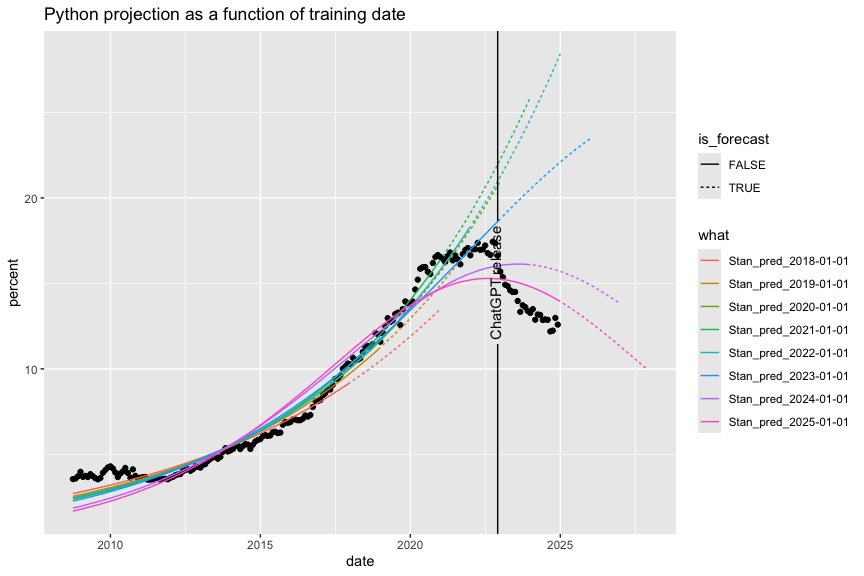 Python projection as a function of training date
percent
20
10
ChatGPT release
2010
2015
2020
2025
date
is_forecast
FALSE
TRUE
what
Stan_pred_2018-01-01
Stan_pred_2019-01-01
Stan_pred_2020-01-01
Stan_pred_2021-01-01
Stan_pred_2022-01-01
Stan_pred_2023-01-01
Stan_pred_2024-01-01
Stan_pred_2025-01-01